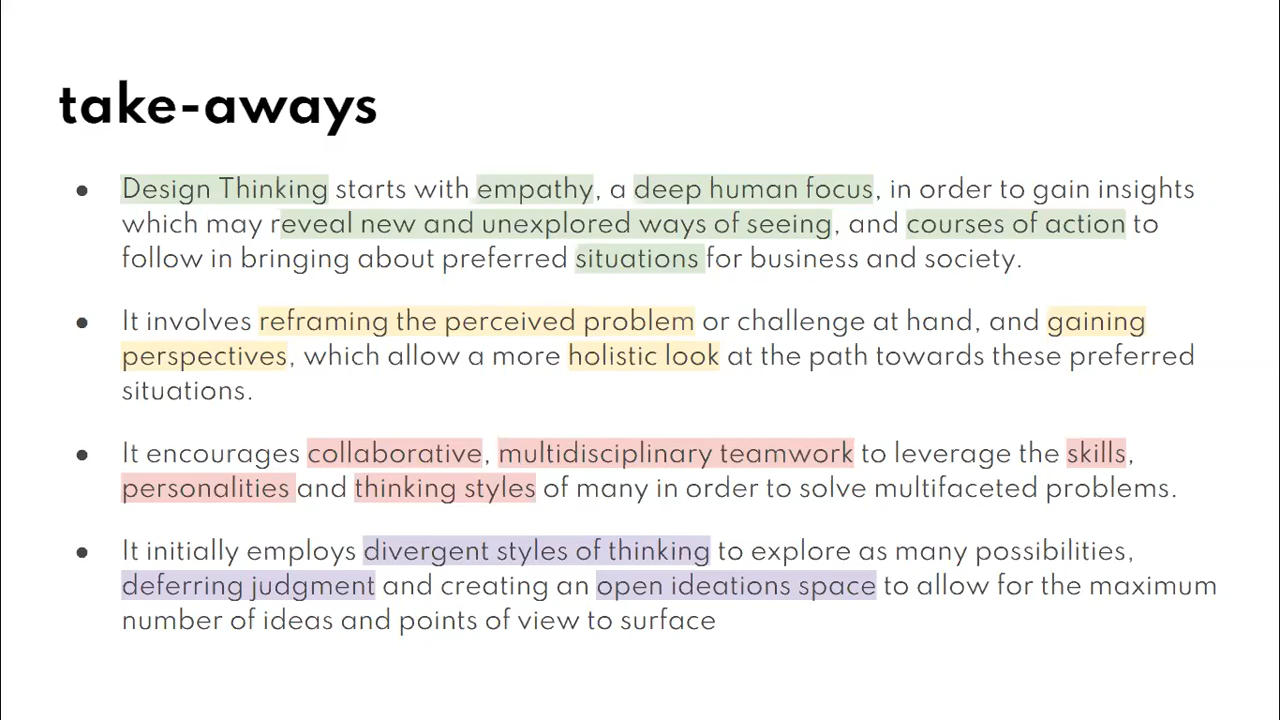 take-aways
• Design Thinking starts with empathy, a deep human focus, in order to gain insights
which may reveal new and unexplored ways of seeing, and courses of action to
follow in bringing about preferred situations for business and society.
• It involves reframing the perceived problem or challenge at hand, and gaining
perspectives, which allow a more holistic look at the path towards these preferred
situations.
• It encourages collaborative, multidisciplinary teamwork to leverage the skills,
personalities and thinking styles of many in order to solve multifaceted problems.
• It initially employs divergent styles of thinking to explore as many possibilities,
deferring judgment and creating an open ideations space to allow for the maximum
number of ideas and points of view to surface